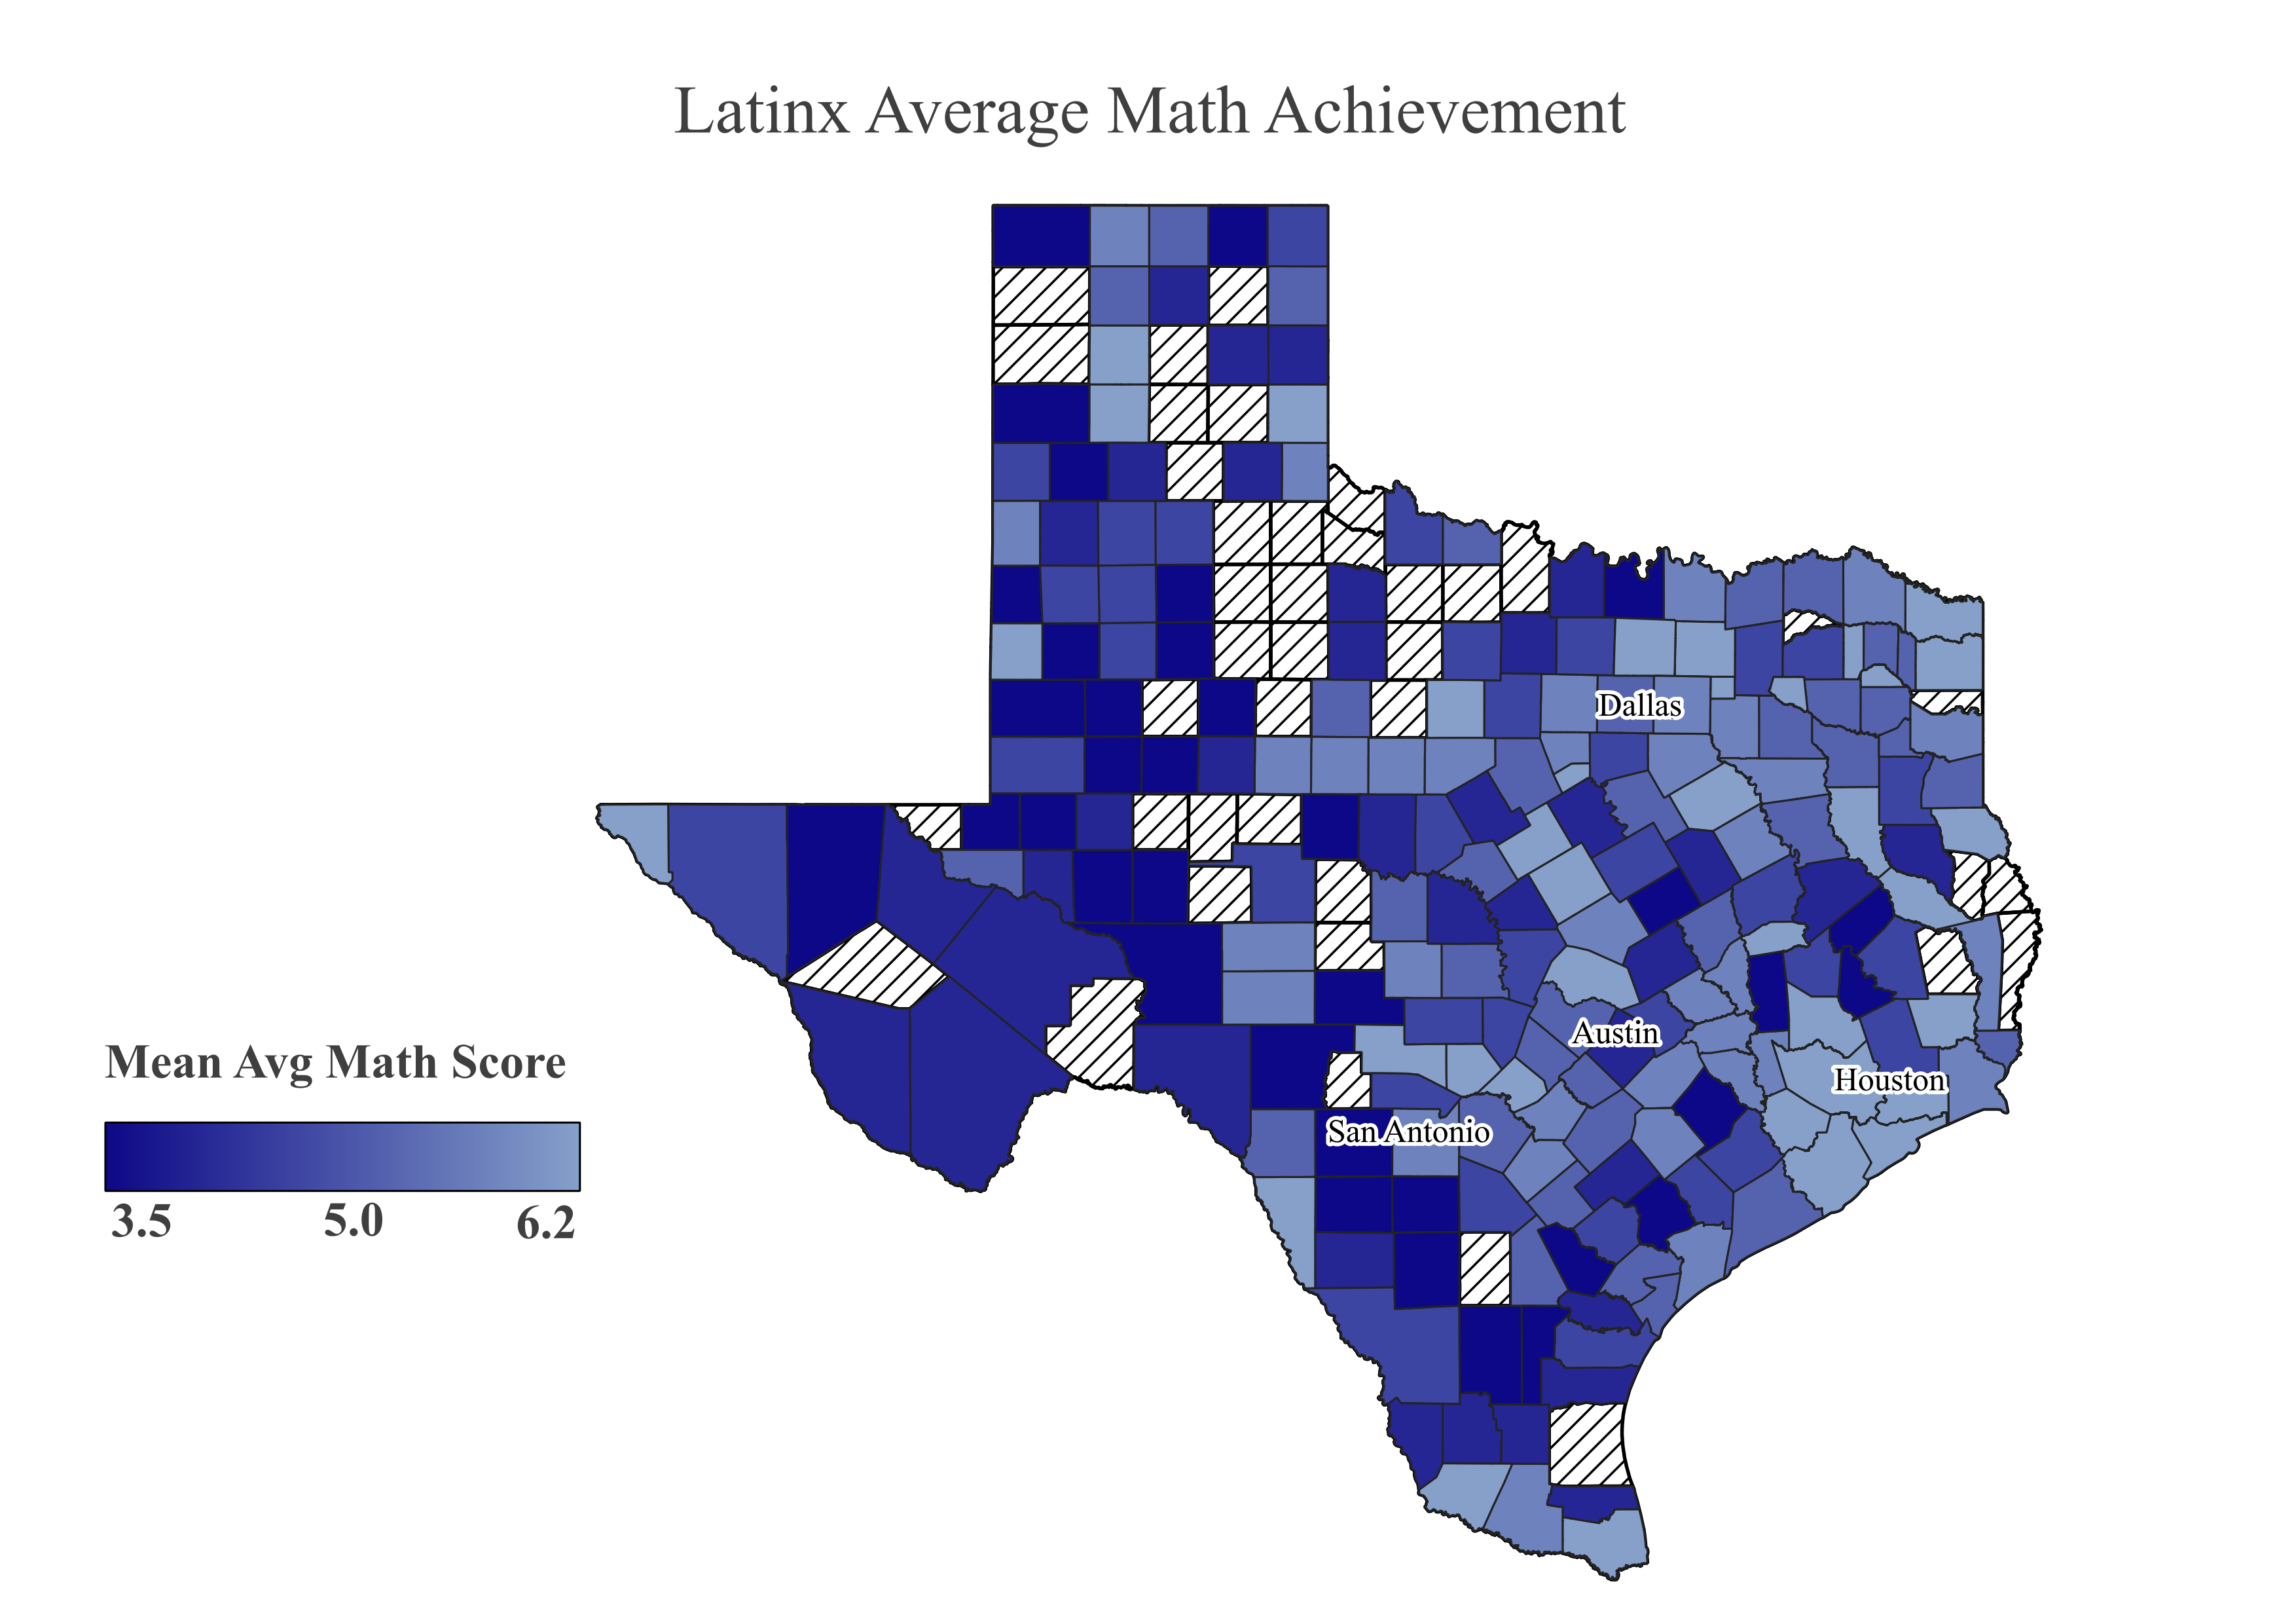 Latinx Average Math Achievement
Dallas
Austin
Mean Avg Math Score
Houston
San Antonio
3.5 5.0 6.2